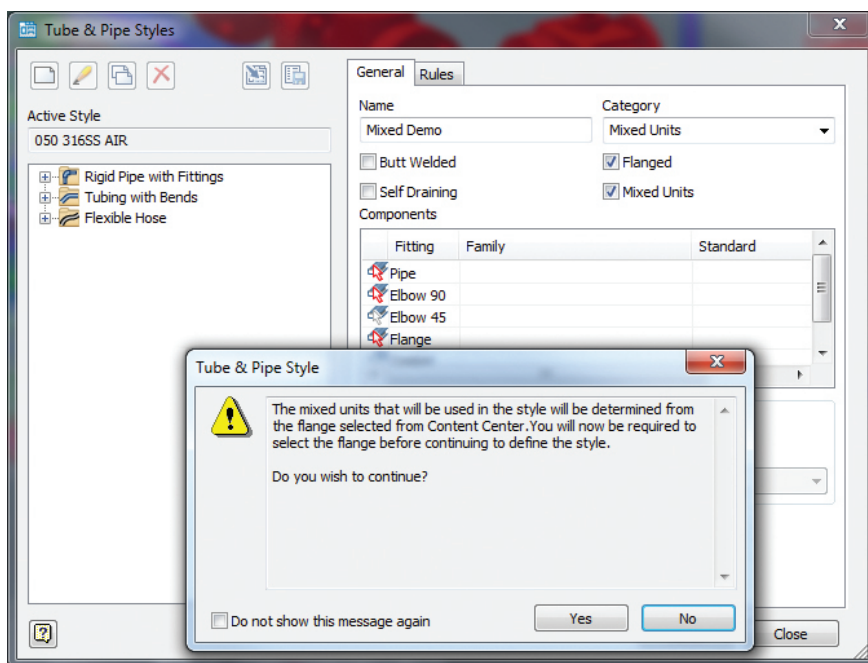 Tube & Pipe Styles
Active Style
050 316SS AIR
Rigid Pipe with Fittings
Tubing with Bends
Flexible Hose
General Rules
Name Category
Mixed Demo Mixed Units
Butt Welded Flanged
Self Draining Mixed Units
Components
Fitting Family Standard
Pipe
Elbow 90
Elbow 45
Flange
Tube & Pipe Style
The mixed units that will be used in the style will be determined from
the flange selected from Content Center.You will now be required to
select the flange before continuing to define the style.
Do you wish to continue?
Do not show this message again
Yes No
Close